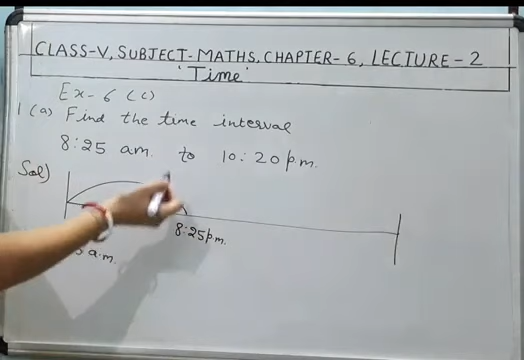 CLASS-V, SUBJECT-MATHS, CHAPTER-6, LECTURE-2
'Time'
Ex-6 (c)
1 (a) Find the time interval
8:25 am. to 10:20 p.m.
Sol)
8:25 p.m.
a.m.